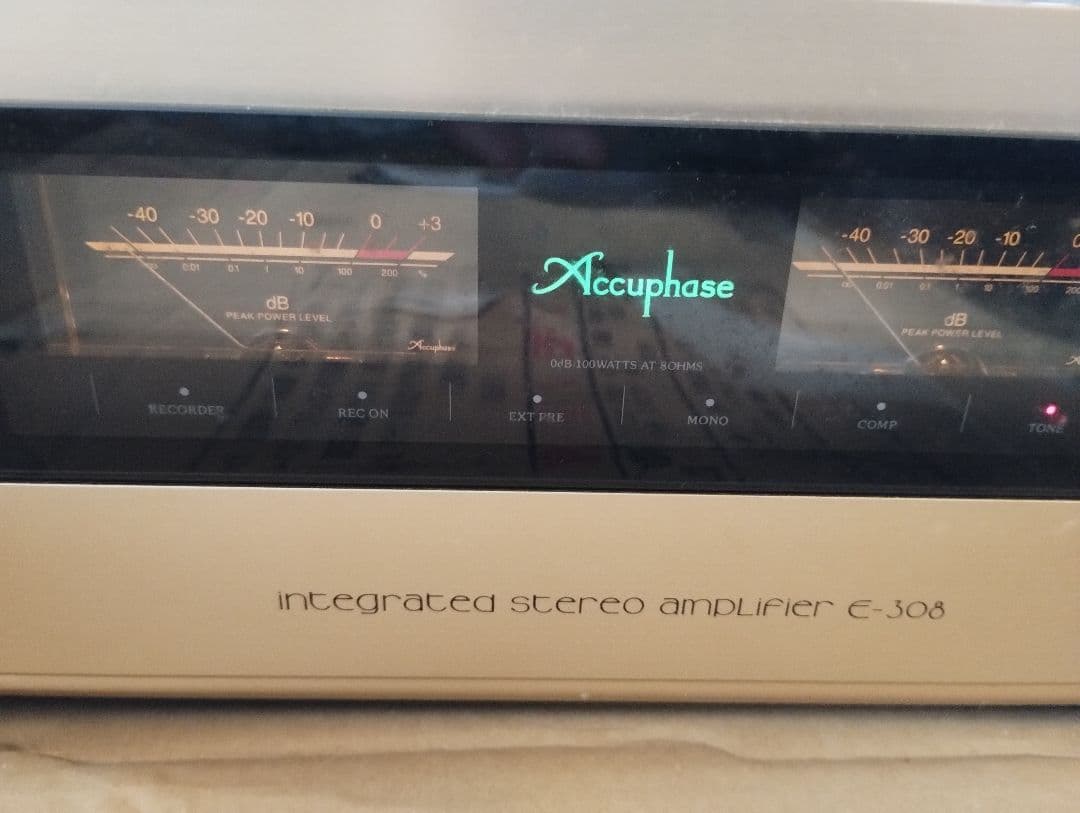 -40 -30 -20 -10 0 +3
0.01 0.1 1 10 100 200 %
dB
PEAK POWER LEVEL
Accuphase
Accuphase
0dB:100WATTS AT 8OHMS
-40 -30 -20 -10 0
0.01 0.1 1 10 100 200
dB
PEAK POWER LEVEL
RECORDER REC ON EXT PRE MONO COMP TONE
integrated stereo amplifier E-308